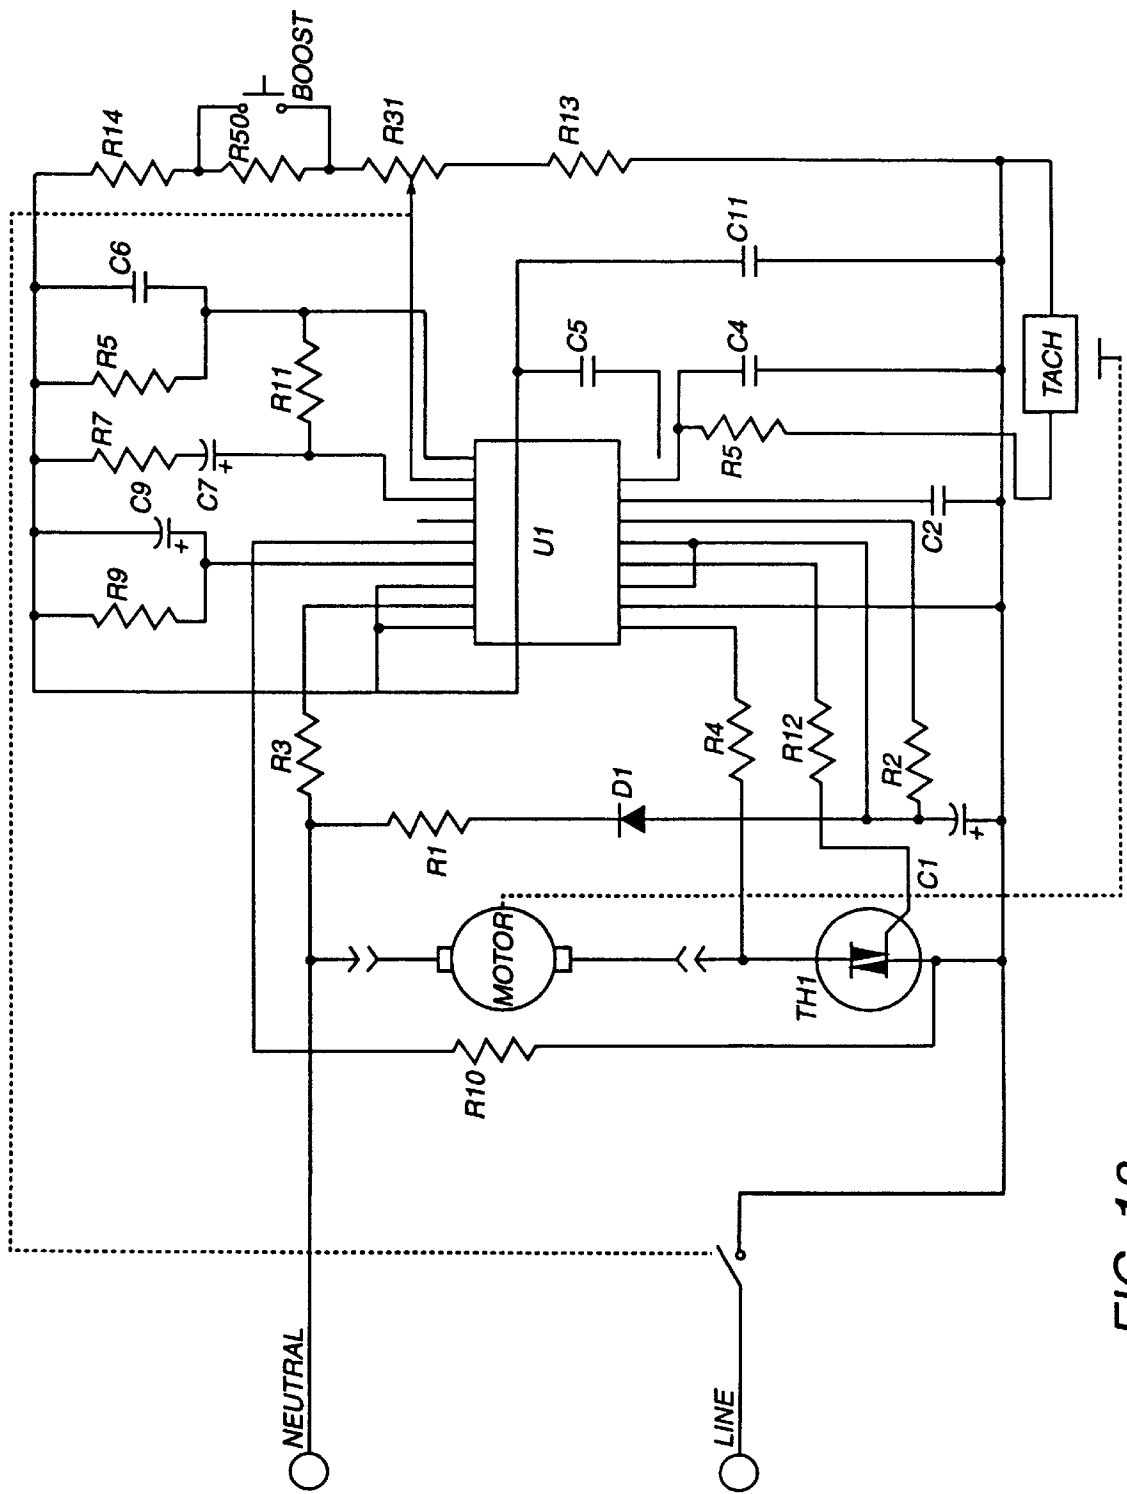 R9
C9
R7
R5
C6
R14
C7
R50
BOOST
NEUTRAL
R3
R11
R31
R1
R10
MOTOR
U1
R13
C5
D1
LINE
R4
R5
C4
C11
TH1
R12
R2
C1
C2
TACH
+
+
+
FIG.